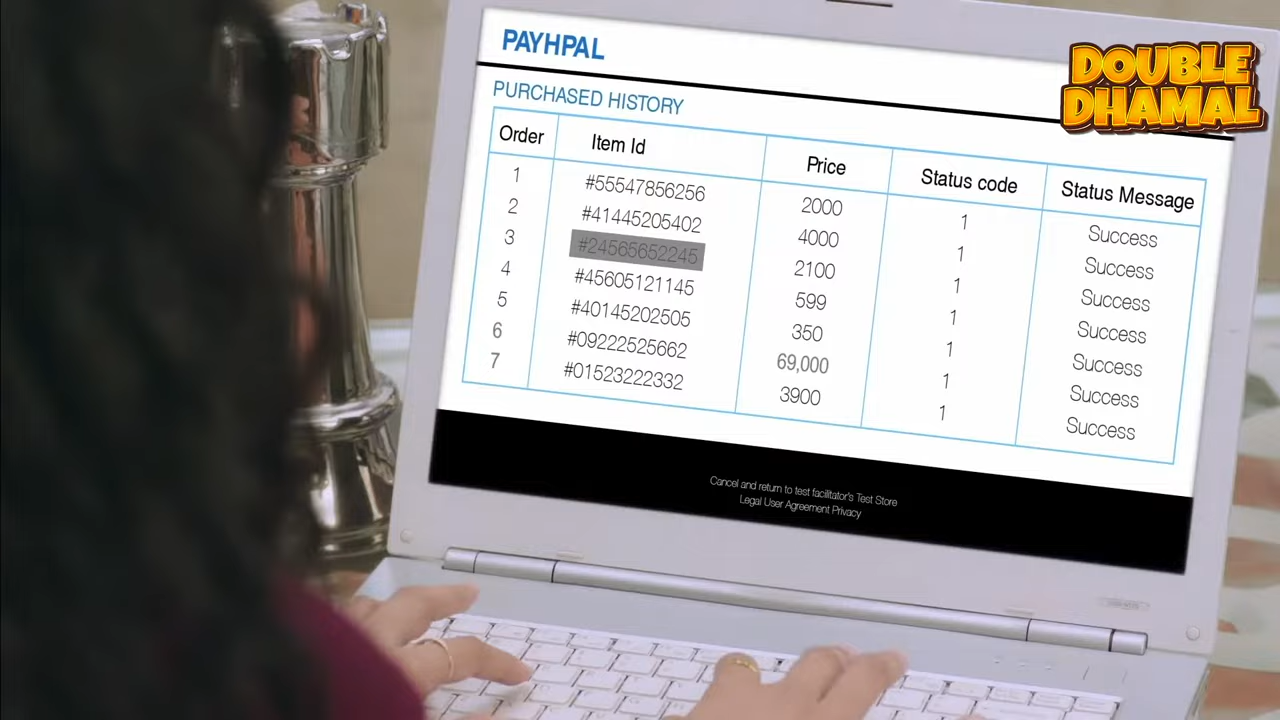 PAYHPAL
DOUBLE
DHAMAL
PURCHASED HISTORY
Order Item Id Price Status code Status Message
1 #55547856256 2000 1 Success
2 #41445205402 4000 1 Success
3 #24565652245 2100 1 Success
4 #45605121145 599 1 Success
5 #40145202505 350 1 Success
6 #09222525662 69,000 1 Success
7 #01523222332 3900 1 Success
Cancel and return to test facilitator's Test Store
Legal User Agreement Privacy